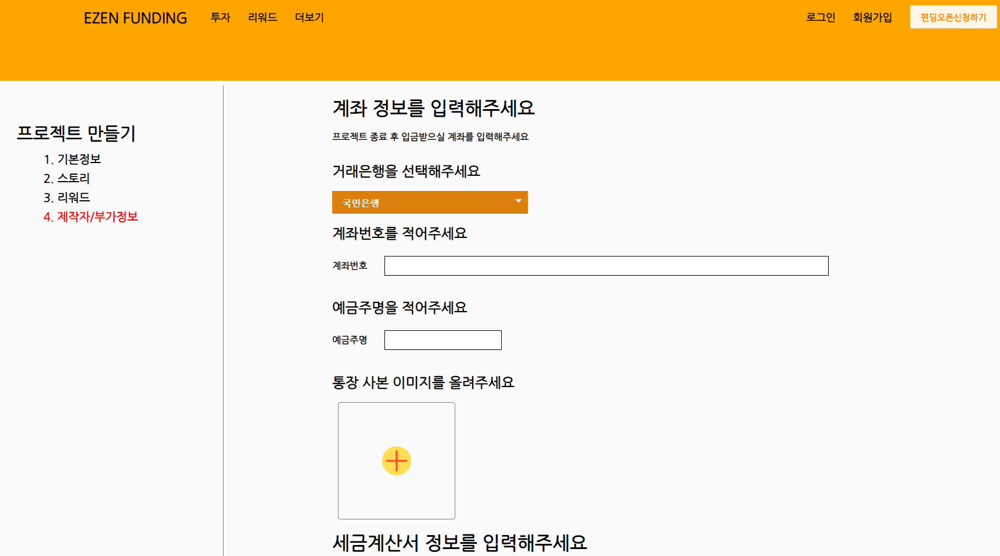 EZEN FUNDING 투자 리워드 더보기 로그인 회원가입 펀딩오픈신청하기
프로젝트 만들기
1. 기본정보
2. 스토리
3. 리워드
4. 제작자/부가정보
계좌 정보를 입력해주세요
프로젝트 종료 후 입금받으실 계좌를 입력해주세요
거래은행을 선택해주세요
국민은행
계좌번호를 적어주세요
계좌번호
예금주명을 적어주세요
예금주명
통장 사본 이미지를 올려주세요
세금계산서 정보를 입력해주세요